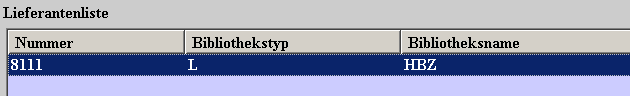 Lieferantenliste
Nummer Bibliothekstyp Bibliotheksname
8111 L HBZ